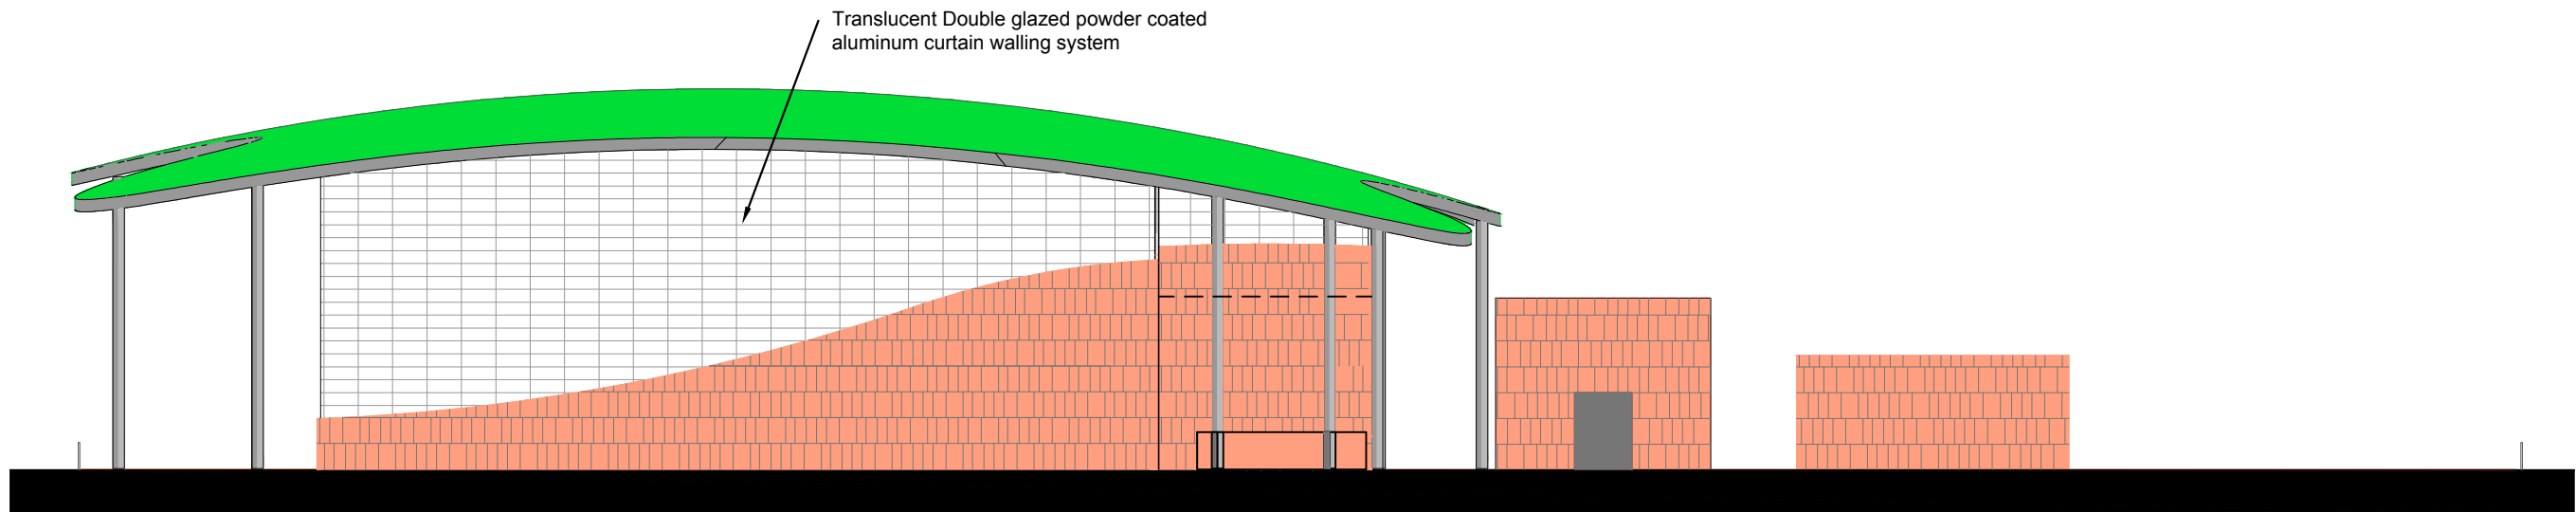 Translucent Double glazed powder coated
aluminum curtain walling system